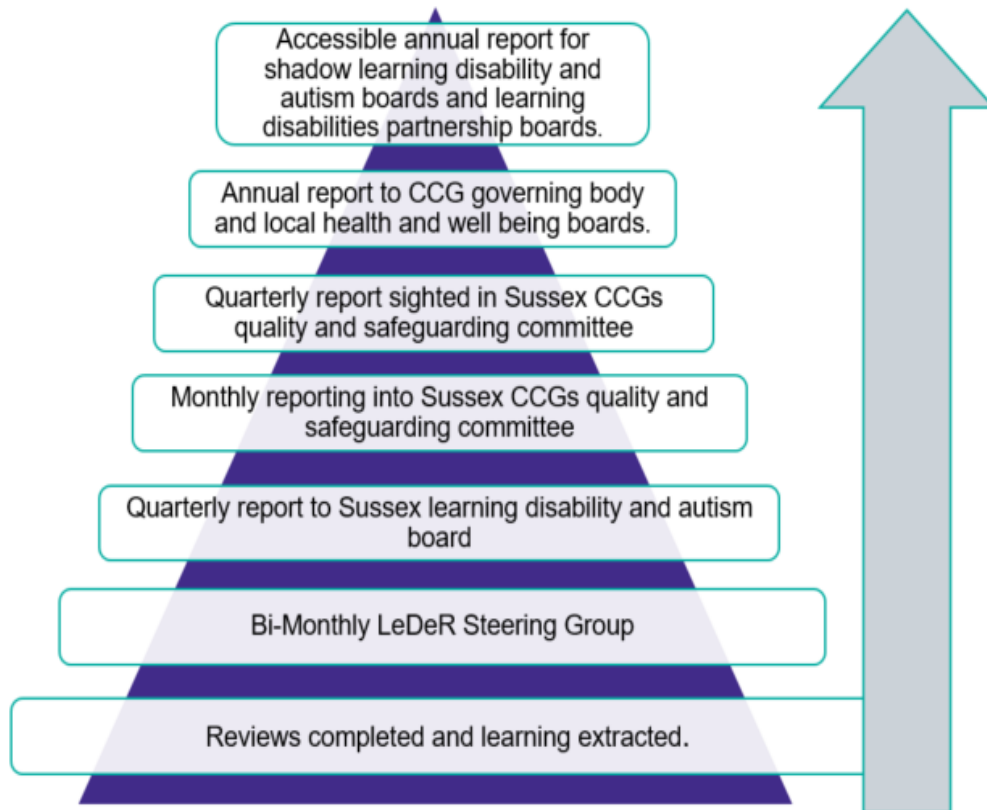 Accessible annual report for
shadow learning disability and
autism boards and learning
disabilities partnership boards.
Annual report to CCG governing body
and local health and well being boards.
Quarterly report sighted in Sussex CCGs
quality and safeguarding committee
Monthly reporting into Sussex CCGs quality and
safeguarding committee
Quarterly report to Sussex learning disability and autism
board
Bi-Monthly LeDeR Steering Group
Reviews completed and learning extracted.